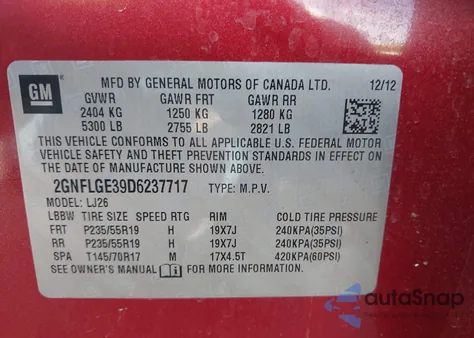 GM
MFD BY GENERAL MOTORS OF CANADA LTD. 12/12
GVWR GAWR FRT GAWR RR
2404 KG 1250 KG 1280 KG
5300 LB 2755 LB 2821 LB
THIS VEHICLE CONFORMS TO ALL APPLICABLE U.S. FEDERAL MOTOR
VEHICLE SAFETY AND THEFT PREVENTION STANDARDS IN EFFECT ON
THE DATE OF MANUFACTURE SHOWN ABOVE.
2GNFLGE39D6237717 TYPE: M.P.V.
MODEL: LJ26
LBBW TIRE SIZE SPEED RTG RIM COLD TIRE PRESSURE
FRT P235/55R19 H 19X7J 240KPA(35PSI)
RR P235/55R19 H 19X7J 240KPA(35PSI)
SPA T145/70R17 M 17X4.5T 420KPA(60PSI)
SEE OWNER'S MANUAL FOR MORE INFORMATION.
autaSnap